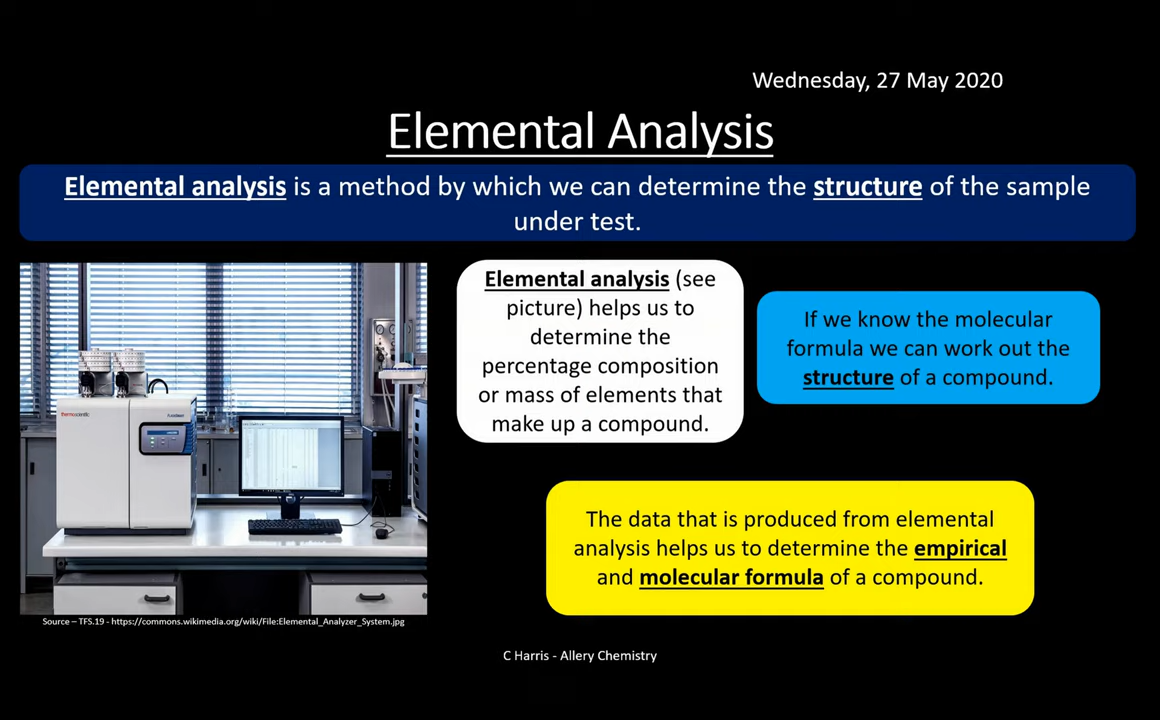 Wednesday, 27 May 2020
Elemental Analysis
Elemental analysis is a method by which we can determine the structure of the sample
under test.
Elemental analysis (see
picture) helps us to
determine the
percentage composition
or mass of elements that
make up a compound.
If we know the molecular
formula we can work out the
structure of a compound.
thermoscientific
The data that is produced from elemental
analysis helps us to determine the empirical
and molecular formula of a compound.
Source – TFS.19 - https://commons.wikimedia.org/wiki/File:Elemental_Analyzer_System.jpg
C Harris - Allery Chemistry